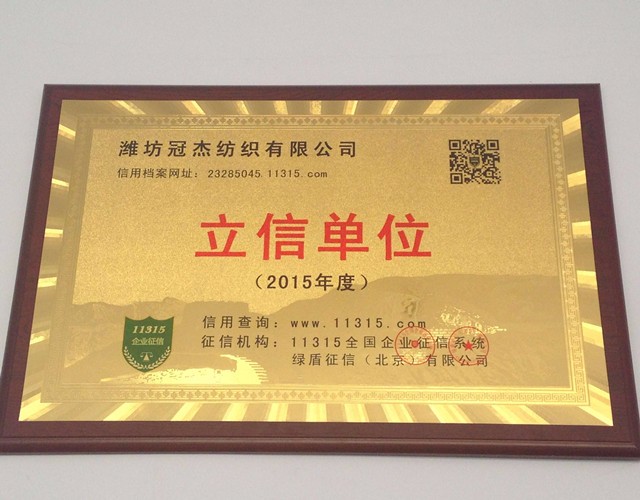 潍坊冠杰纺织有限公司
信用档案网址：23285045.11315.com
立信单位
（2015年度）
11315
企业征信
信用查询：www.11315.com
征信机构：11315全国企业征信系统
绿盾征信（北京）有限公司